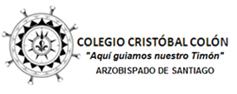 COLEGIO CRISTÓBAL COLÓN
"Aquí guiamos nuestro Timón"
ARZOBISPADO DE SANTIAGO